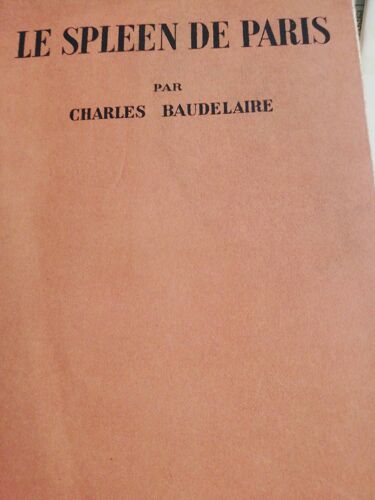 LE SPLEEN DE PARIS
PAR
CHARLES BAUDELAIRE